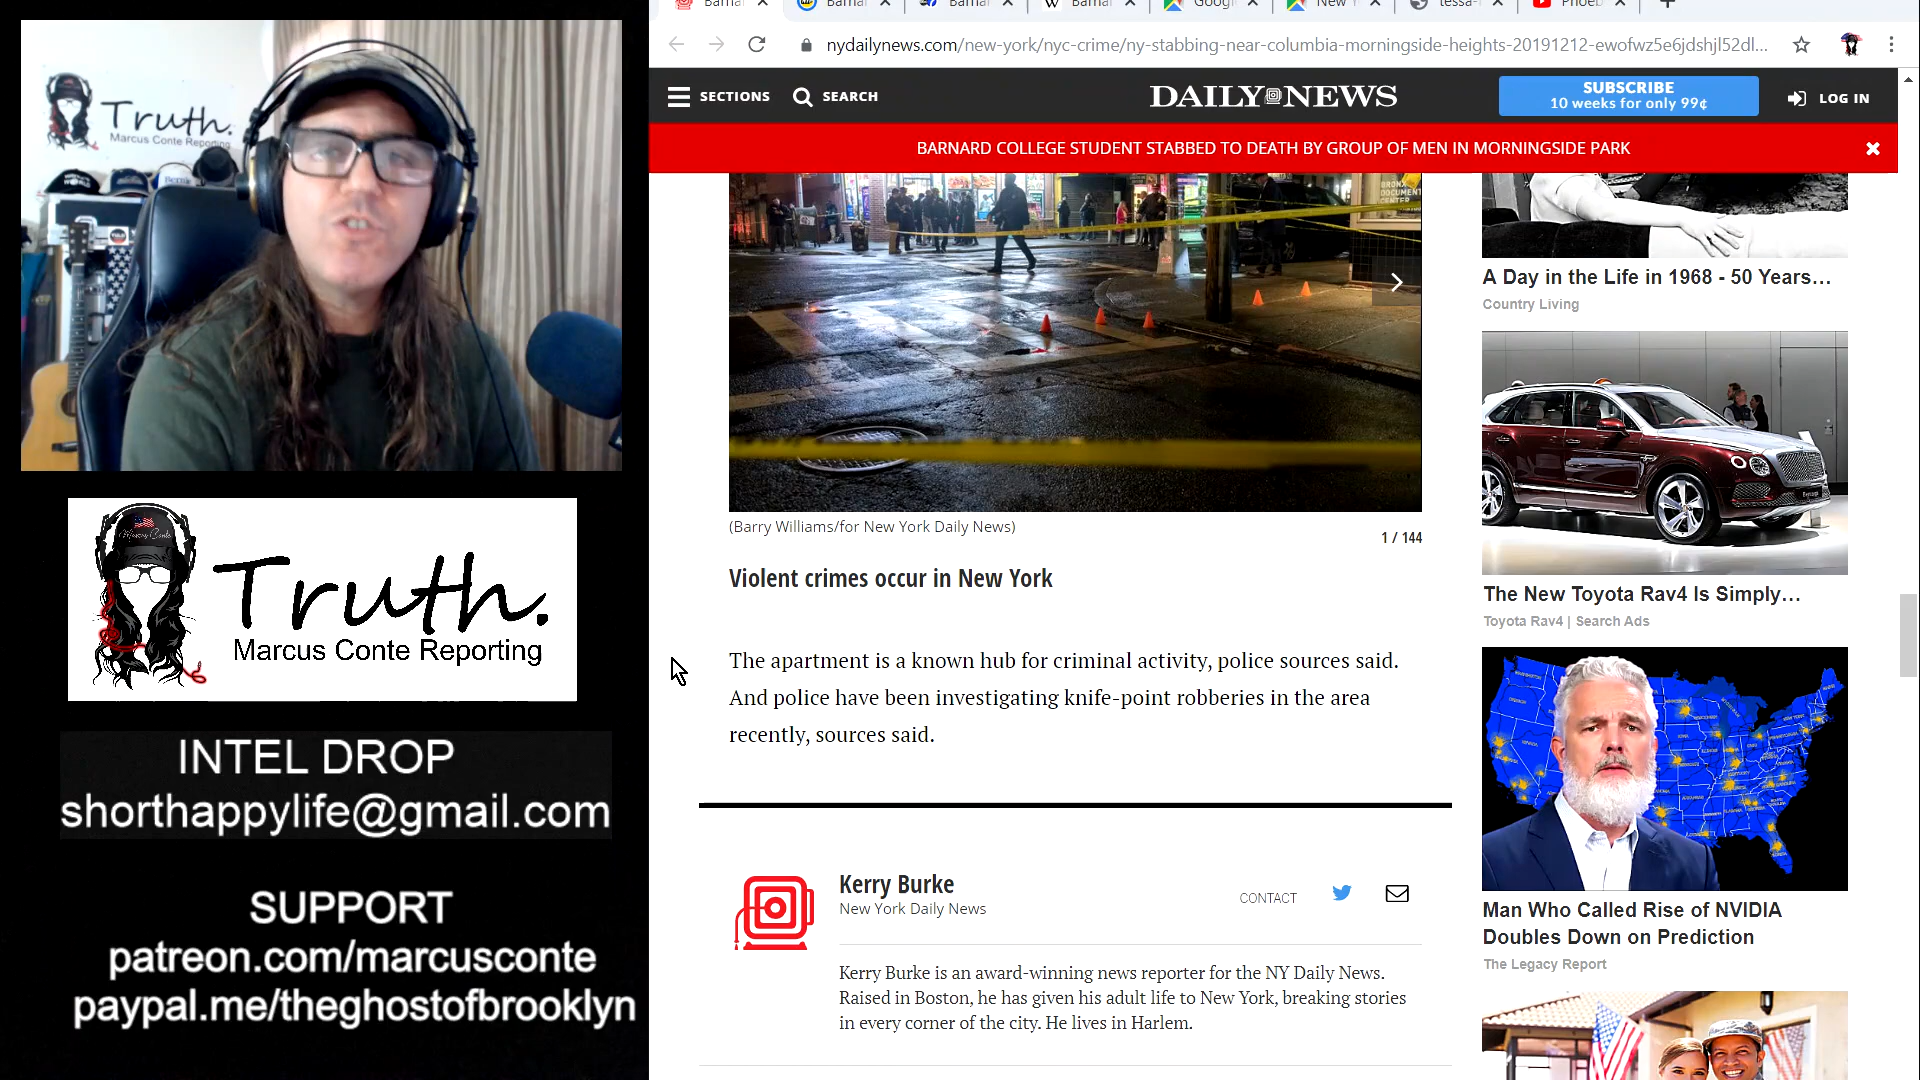 Truth.
Marcus Conte Reporting
Bernie
Truth.
Marcus Conte Reporting
INTEL DROP
shorthappylife@gmail.com
SUPPORT
patreon.com/marcusconte
paypal.me/theghostofbrooklyn
nydailynews.com/new-york/nyc-crime/ny-stabbing-near-columbia-morningside-heights-20191212-ewofwz5e6jdshjl52dl...
SECTIONS
SEARCH
DAILY NEWS
SUBSCRIBE
10 weeks for only 99¢
LOG IN
BARNARD COLLEGE STUDENT STABBED TO DEATH BY GROUP OF MEN IN MORNINGSIDE PARK
BRONX
DOCUMENT
CENTER
(Barry Williams/for New York Daily News)
1 / 144
Violent crimes occur in New York
The apartment is a known hub for criminal activity, police sources said.
And police have been investigating knife-point robberies in the area
recently, sources said.
Kerry Burke
New York Daily News
CONTACT
Kerry Burke is an award-winning news reporter for the NY Daily News.
Raised in Boston, he has given his adult life to New York, breaking stories
in every corner of the city. He lives in Harlem.
A Day in the Life in 1968 - 50 Years...
Country Living
The New Toyota Rav4 Is Simply...
Toyota Rav4 | Search Ads
Man Who Called Rise of NVIDIA
Doubles Down on Prediction
The Legacy Report